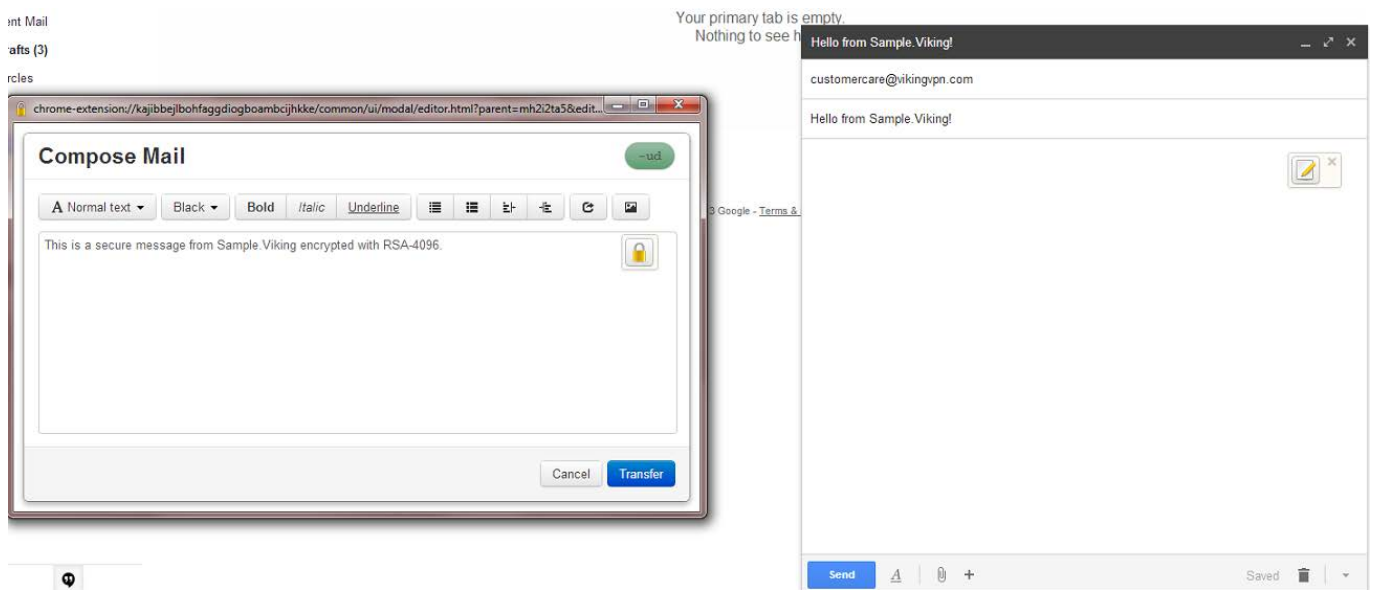 ent Mail
afts (3)
rcles
Your primary tab is empty.
Nothing to see h
chrome-extension://kajibbejlbohfaggdiogboambcijhkke/common/ui/modal/editor.html?parent=mh2i2ta5&edit...
Compose Mail
~ud
A Normal text Black Bold Italic Underline
This is a secure message from Sample.Viking encrypted with RSA-4096.
Cancel Transfer
3 Google - Terms &
Hello from Sample.Viking!
customercare@vikingvpn.com
Hello from Sample.Viking!
Send A Saved